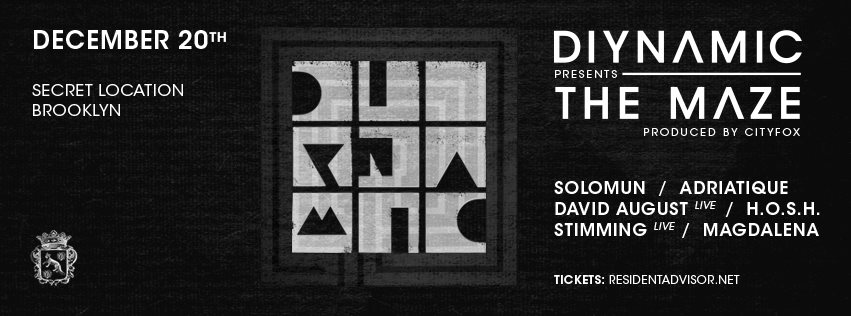 DECEMBER 20TH
SECRET LOCATION
BROOKLYN
DIYNAMIC
DIYNAMIC
PRESENTS
THE MAZE
PRODUCED BY CITYFOX
SOLOMUN / ADRIATIQUE
DAVID AUGUST LIVE / H.O.S.H.
STIMMING LIVE / MAGDALENA
TICKETS: RESIDENTADVISOR.NET